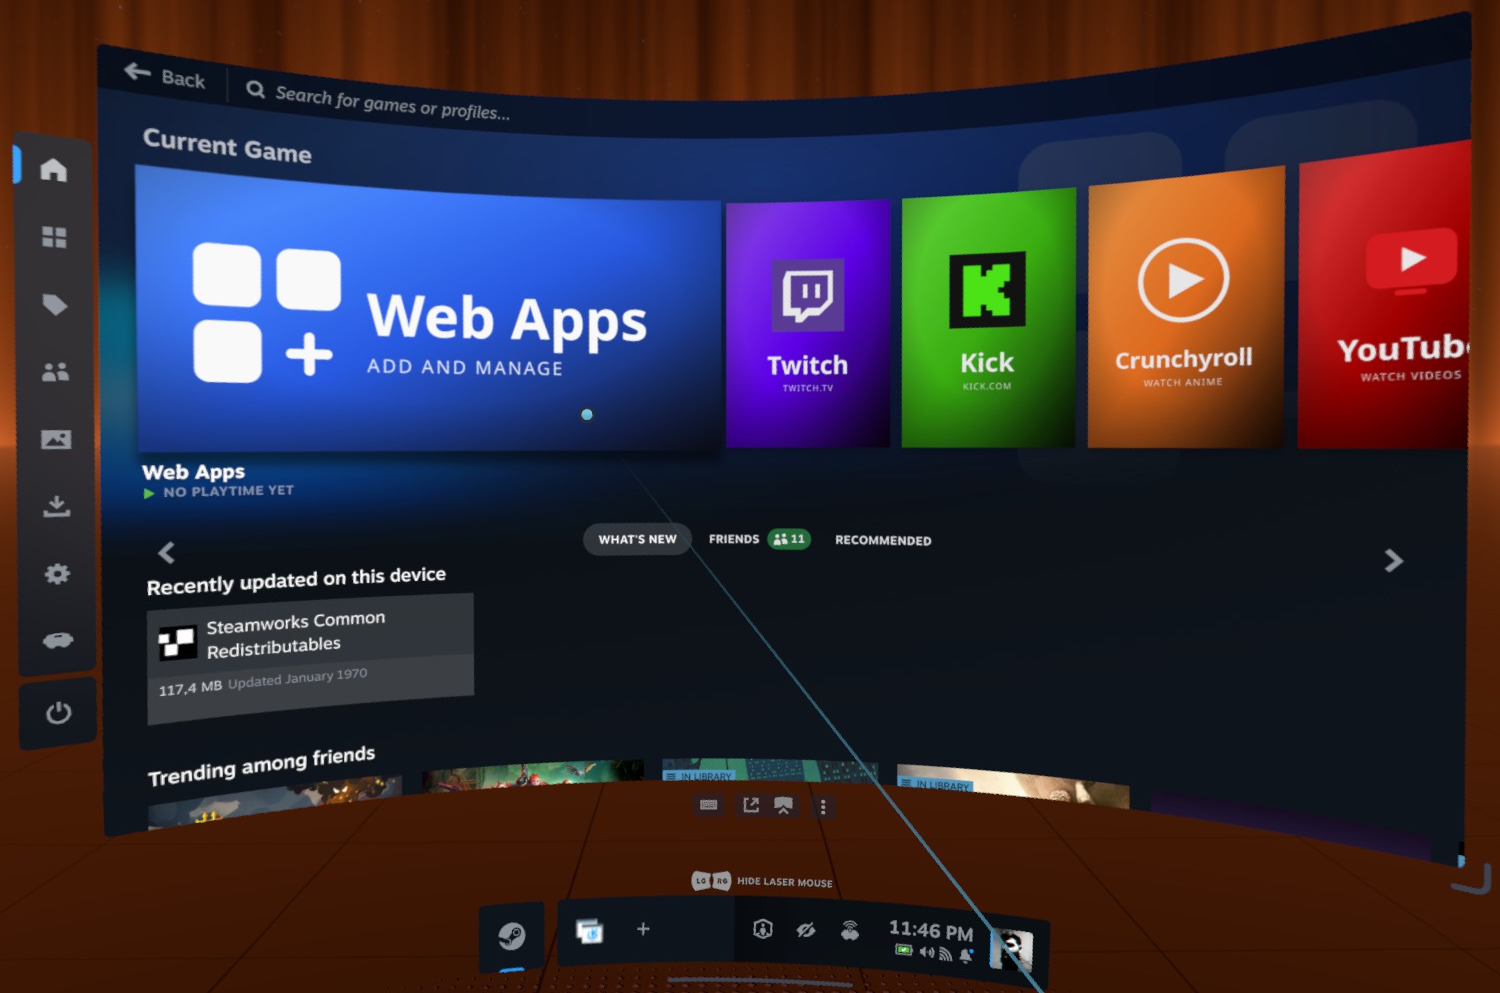 Back
Search for games or profiles...
Current Game
Web Apps
ADD AND MANAGE
Twitch
TWITCH.TV
Kick
KICK.COM
Crunchyroll
WATCH ANIME
YouTub
WATCH VIDEOS
Web Apps
NO PLAYTIME YET
WHAT'S NEW
FRIENDS
11
RECOMMENDED
Recently updated on this device
Steamworks Common
Redistributables
117,4 MB Updated January 1970
Trending among friends
IN LIBRARY
IN LIBRARY
LG
RG
HIDE LASER MOUSE
11:46 PM